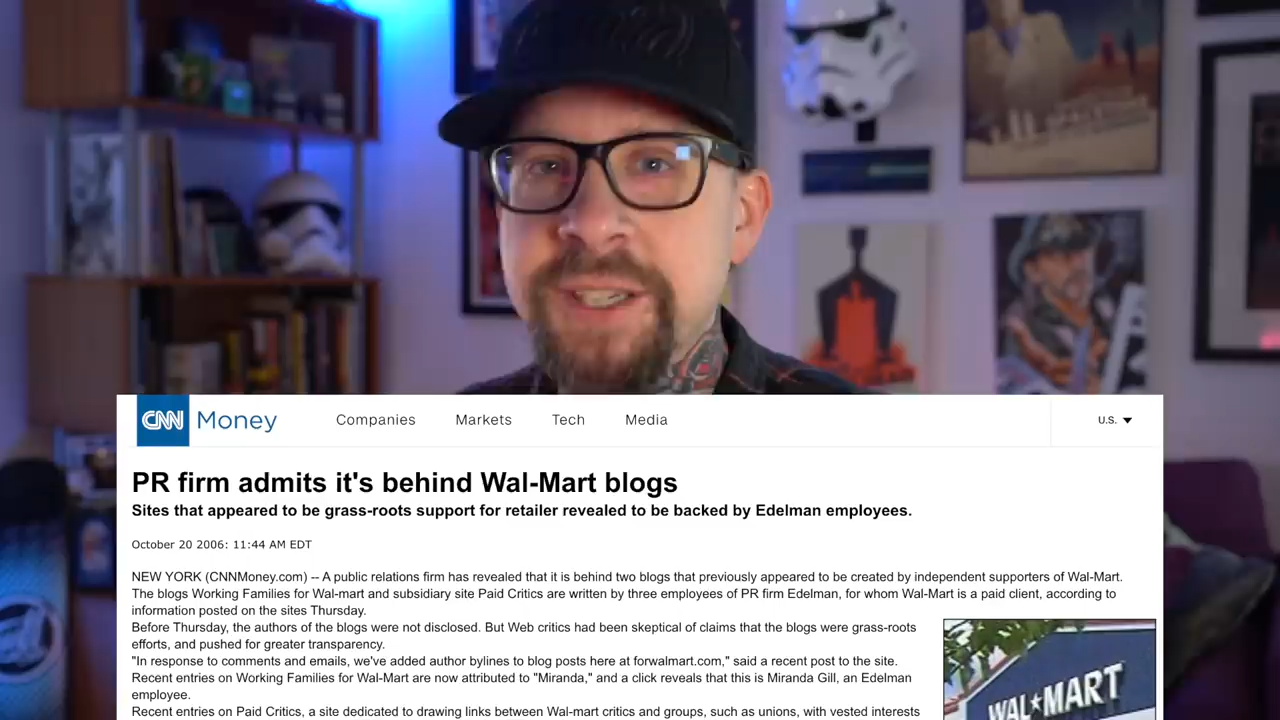 CNN Money Companies Markets Tech Media U.S.
PR firm admits it's behind Wal-Mart blogs
Sites that appeared to be grass-roots support for retailer revealed to be backed by Edelman employees.
October 20 2006: 11:44 AM EDT
NEW YORK (CNNMoney.com) -- A public relations firm has revealed that it is behind two blogs that previously appeared to be created by independent supporters of Wal-Mart.
The blogs Working Families for Wal-mart and subsidiary site Paid Critics are written by three employees of PR firm Edelman, for whom Wal-Mart is a paid client, according to
information posted on the sites Thursday.
Before Thursday, the authors of the blogs were not disclosed. But Web critics had been skeptical of claims that the blogs were grass-roots
efforts, and pushed for greater transparency.
"In response to comments and emails, we've added author bylines to blog posts here at forwalmart.com," said a recent post to the site.
Recent entries on Working Families for Wal-Mart are now attributed to "Miranda," and a click reveals that this is Miranda Gill, an Edelman
employee.
Recent entries on Paid Critics, a site dedicated to drawing links between Wal-mart critics and groups, such as unions, with vested interests
WAL★MART